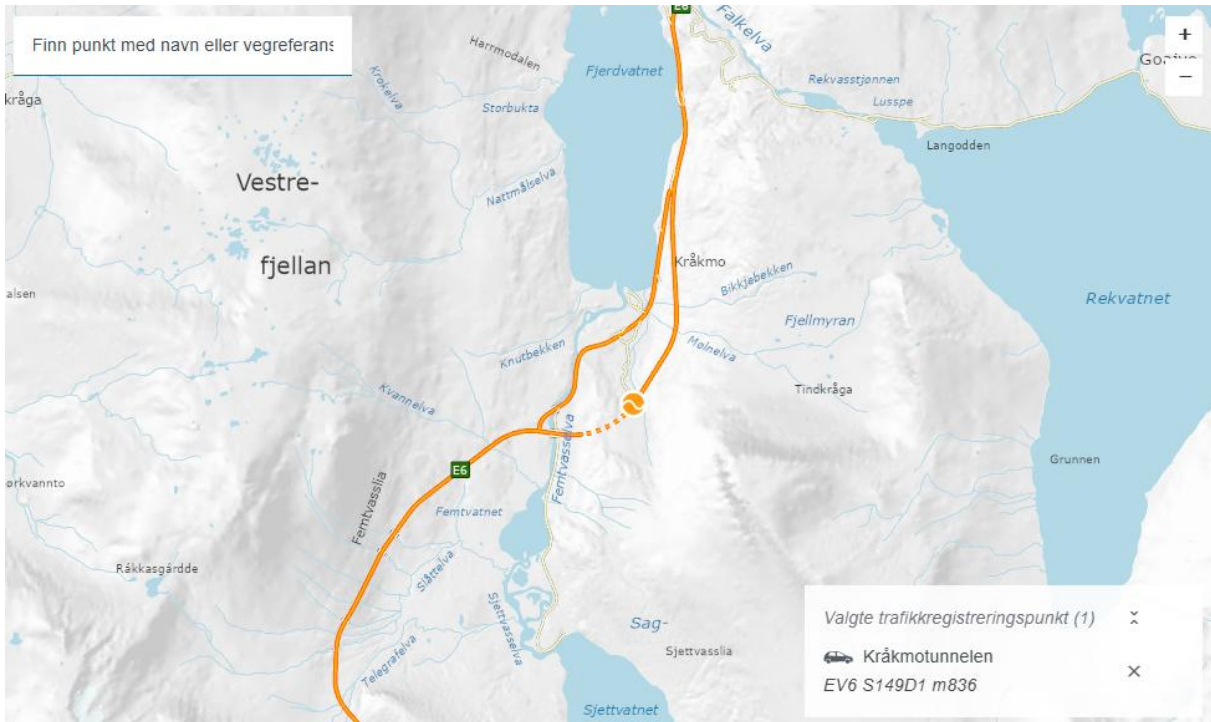 E6
Falkelva
Finn punkt med navn eller vegreferans
+
Harrmodalen
Fjerdvatnet
Goaivo
−
Krokelva
Rekvasstjønnen
kråga
Storbukta
Lusspe
Langodden
Vestre-
Nattmålselva
fjellan
Kråkmo
Bikkjebekken
alsen
Rekvatnet
Fjellmyran
Knutbekken
Mølnelva
Kvannelva
Tindkråga
Femtvasselva
Grunnen
E6
ørkvannto
Femtvasslia
Femtvatnet
Råkkasgårdde
Slåttelva
Sjettvasselva
Sag-
Sjettvasslia
Telegrafelva
Sjettvatnet
Valgte trafikkregistreringspunkt (1)
Kråkmotunnelen
EV6 S149D1 m836